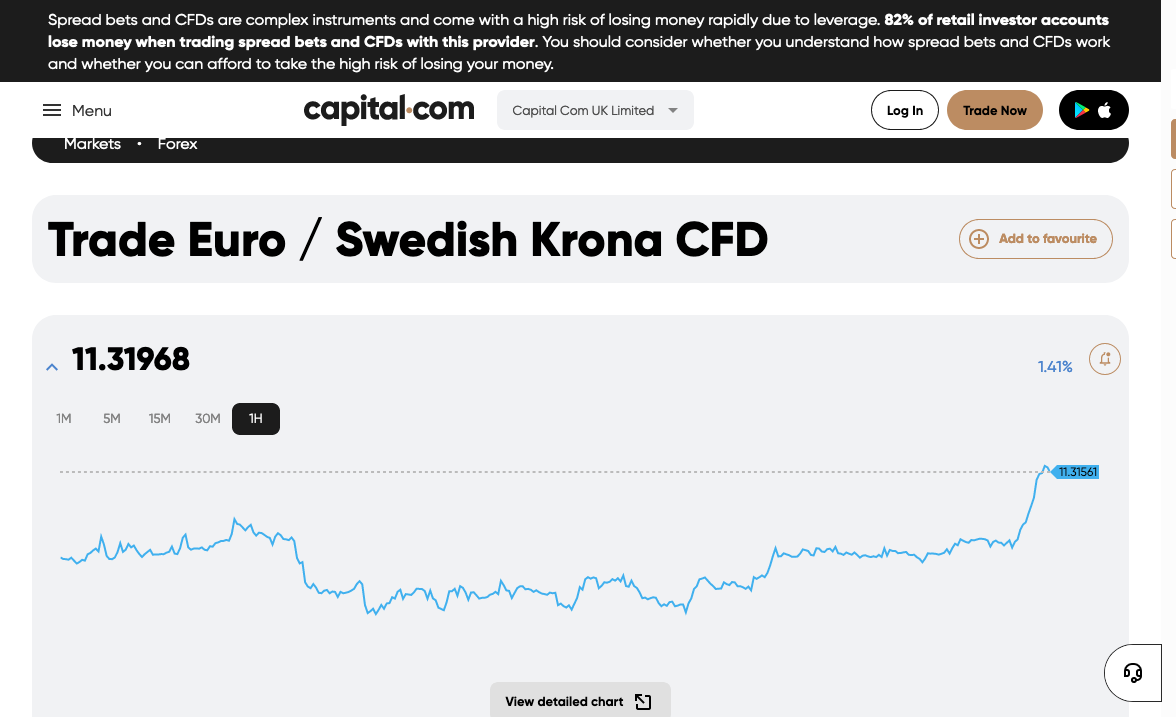 Spread bets and CFDs are complex instruments and come with a high risk of losing money rapidly due to leverage. 82% of retail investor accounts
lose money when trading spread bets and CFDs with this provider. You should consider whether you understand how spread bets and CFDs work
and whether you can afford to take the high risk of losing your money.
Menu
capital.com
Capital Com UK Limited
Log In
Trade Now
Markets • Forex
Trade Euro / Swedish Krona CFD
Add to favourite
11.31968
1.41%
1M 5M 15M 30M 1H
11.31561
View detailed chart